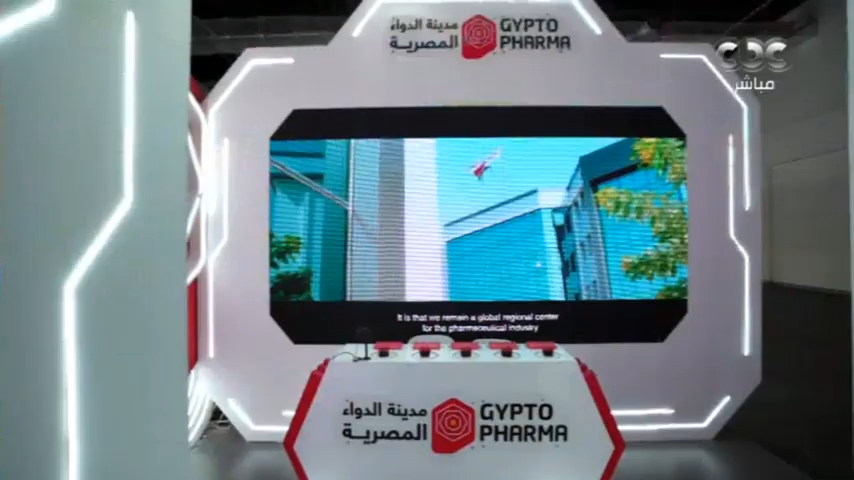 مدينة الدواء
المصرية
GYPTO
PHARMA
cbc
مباشر
It is that we remain a global regional center
for the pharmaceutical industry
مدينة الدواء
المصرية
GYPTO
PHARMA